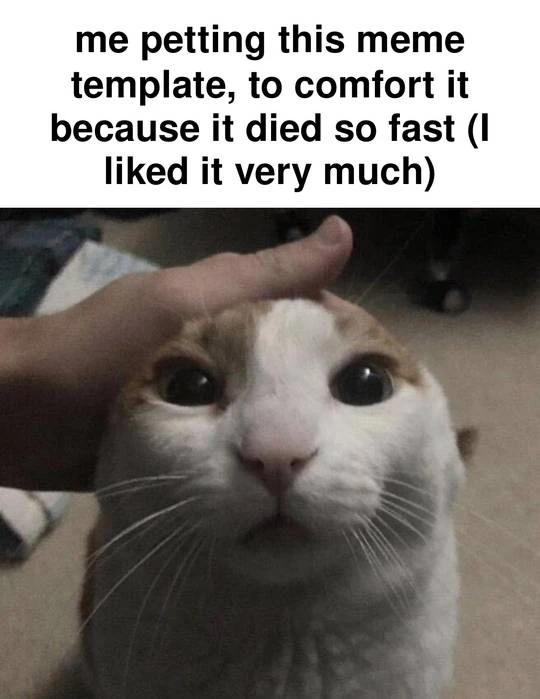 me petting this meme
template, to comfort it
because it died so fast (I
liked it very much)